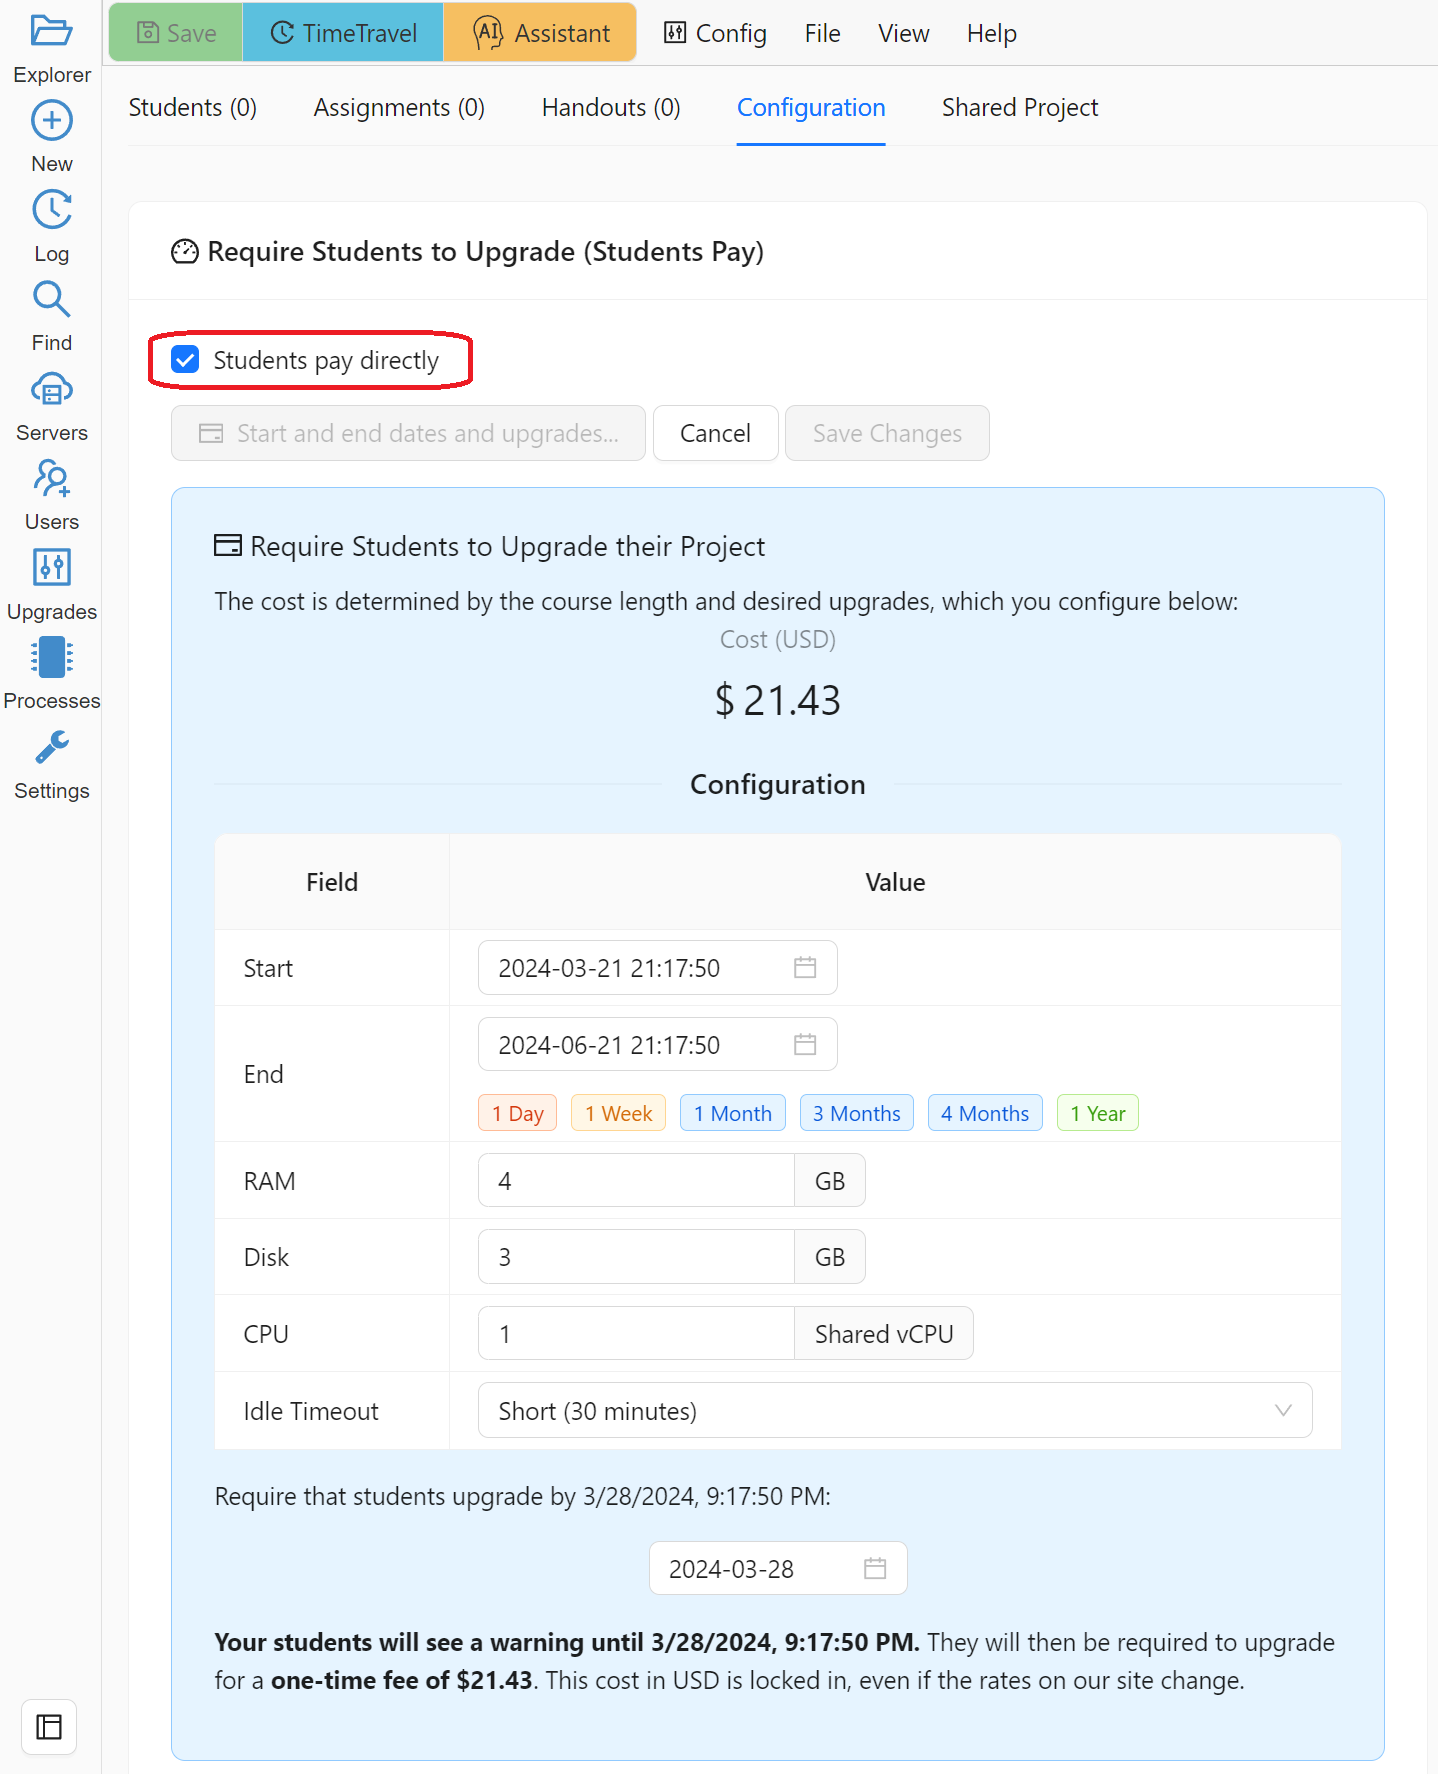 Explorer
New
Log
Find
Servers
Users
Upgrades
Processes
Settings
Save TimeTravel AI Assistant Config File View Help
Students (0) Assignments (0) Handouts (0) Configuration Shared Project
Require Students to Upgrade (Students Pay)
Students pay directly
Start and end dates and upgrades... Cancel Save Changes
Require Students to Upgrade their Project
The cost is determined by the course length and desired upgrades, which you configure below:
Cost (USD)
$ 21.43
Configuration
Field Value
Start 2024-03-21 21:17:50
End 2024-06-21 21:17:50
1 Day 1 Week 1 Month 3 Months 4 Months 1 Year
RAM 4 GB
Disk 3 GB
CPU 1 Shared vCPU
Idle Timeout Short (30 minutes)
Require that students upgrade by 3/28/2024, 9:17:50 PM:
2024-03-28
Your students will see a warning until 3/28/2024, 9:17:50 PM. They will then be required to upgrade
for a one-time fee of $21.43. This cost in USD is locked in, even if the rates on our site change.